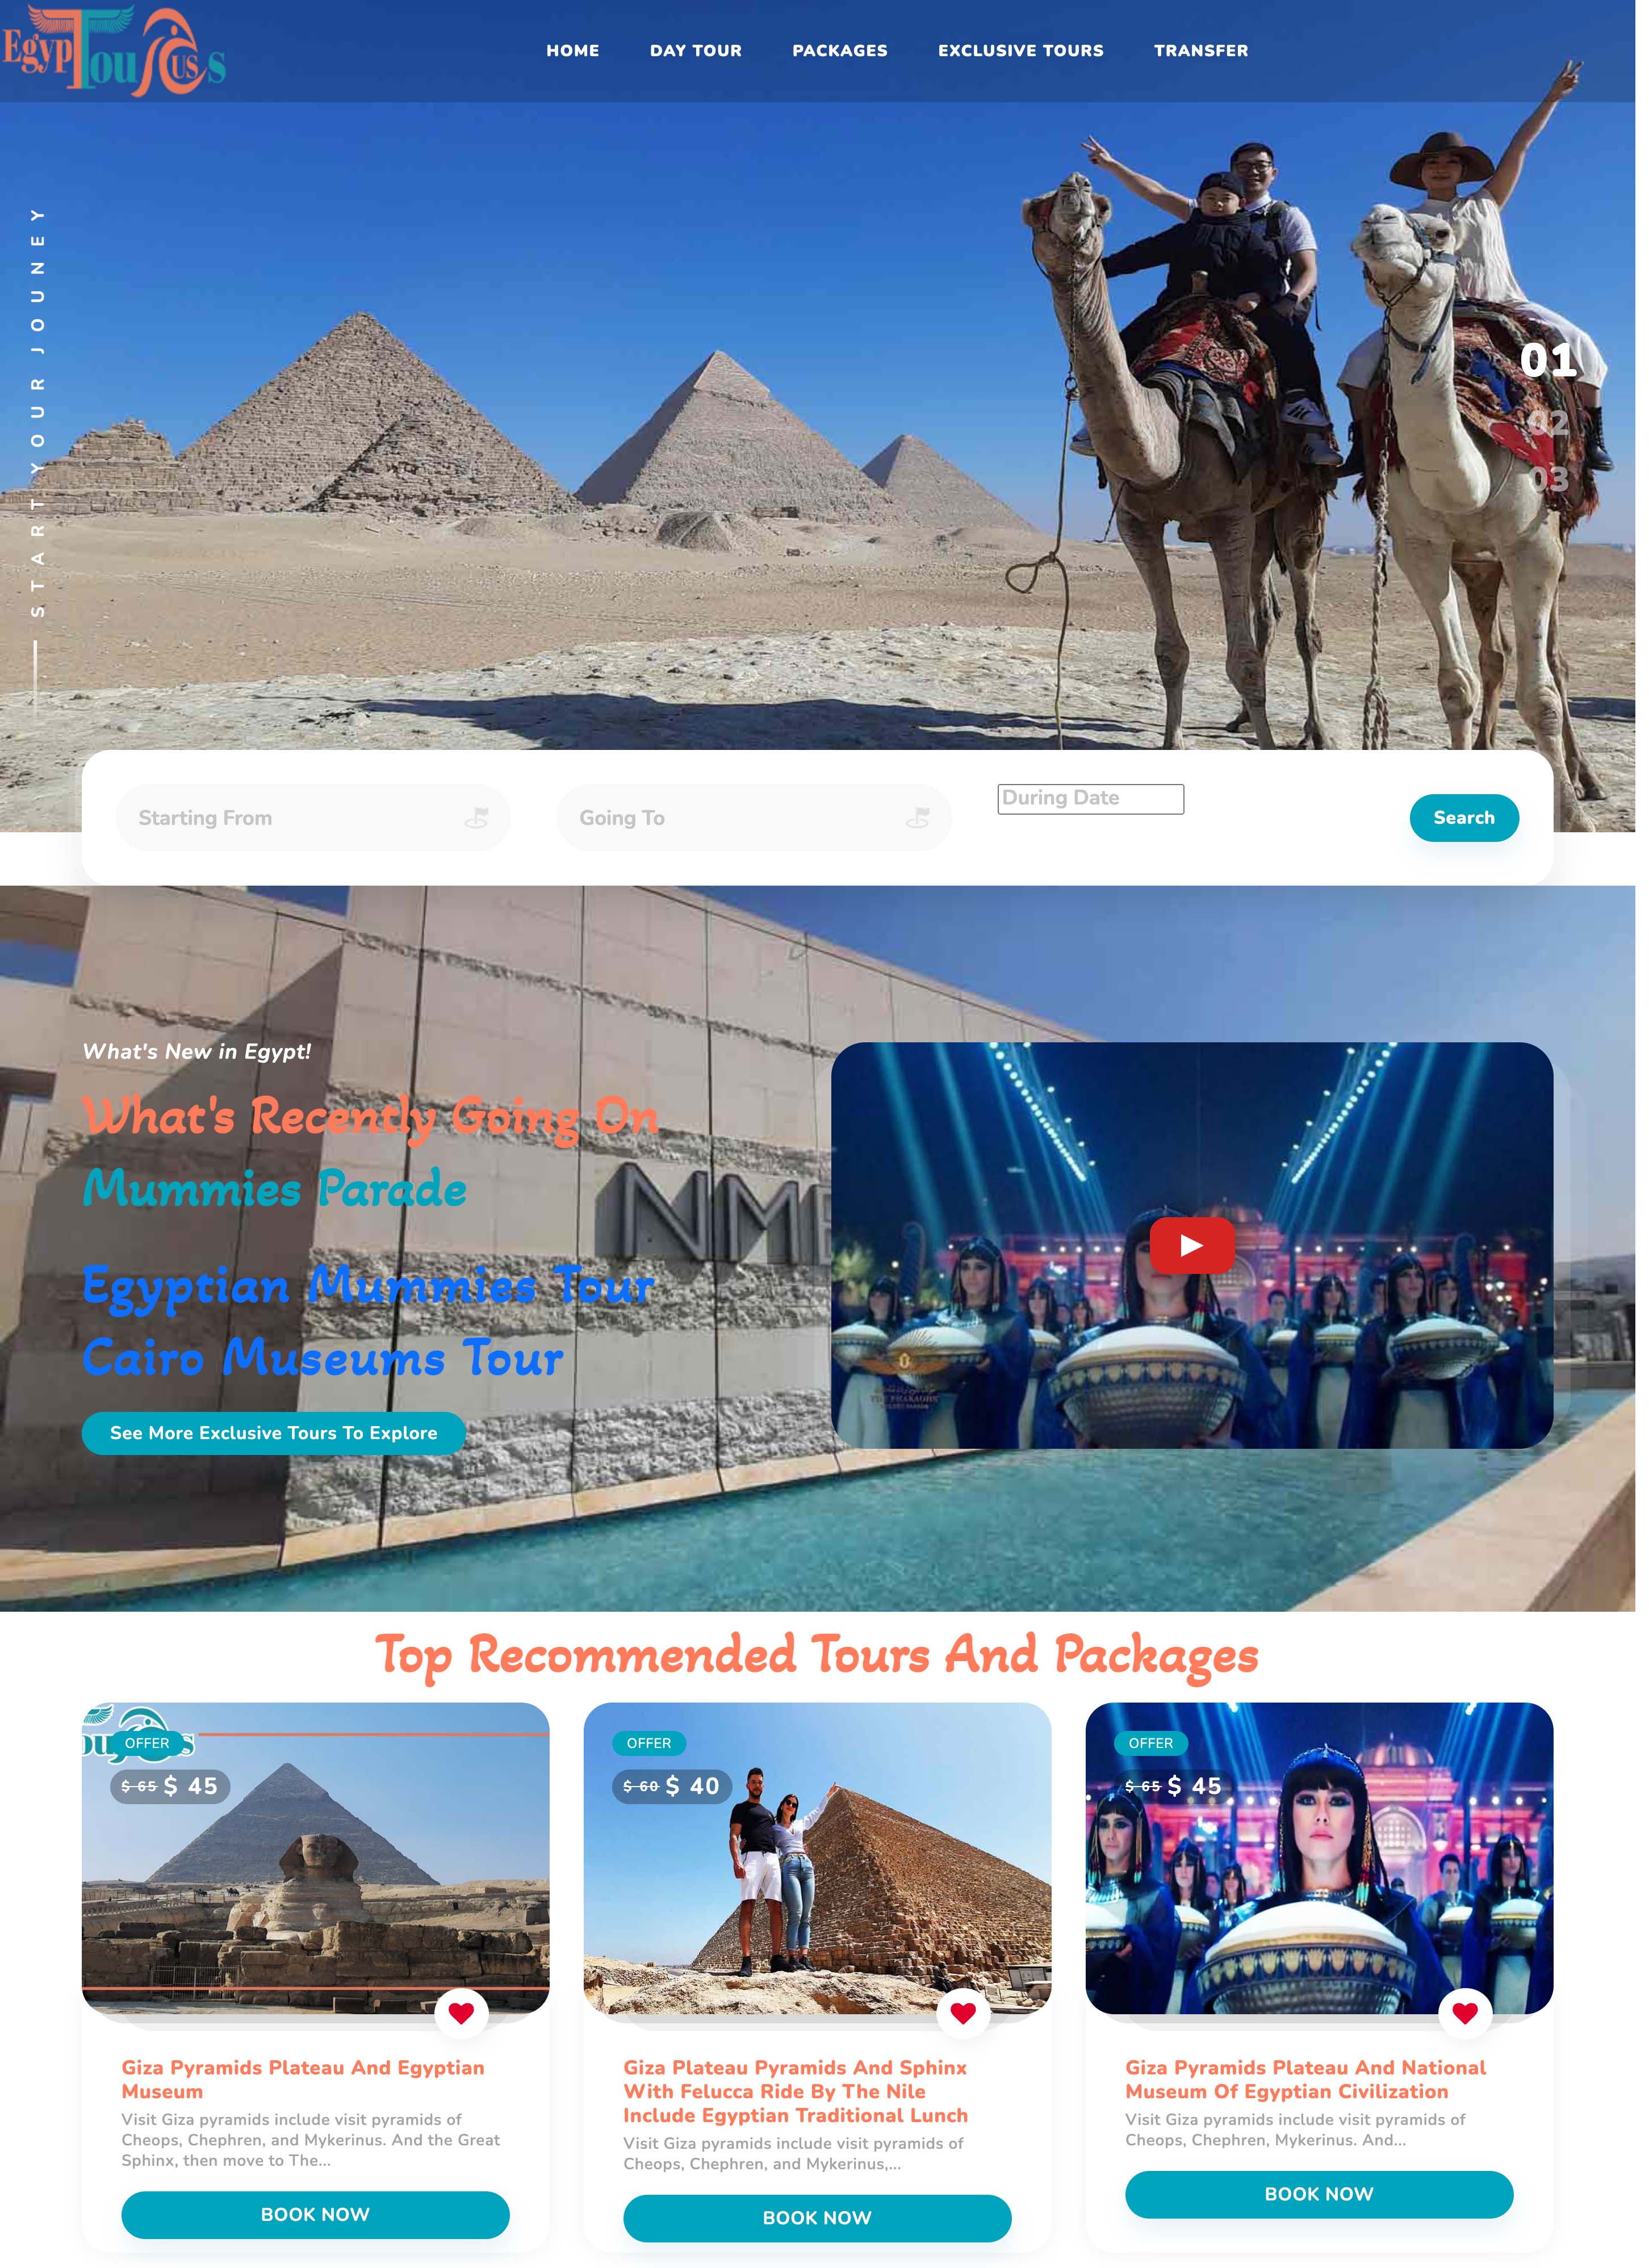 EgypTour CUS s
HOME DAY TOUR PACKAGES EXCLUSIVE TOURS TRANSFER
START YOUR JOUNEY
01
02
03
Starting From
Going To
During Date
Search
What's New in Egypt!
What's Recently Going On
Mummies Parade
Egyptian Mummies Tour
Cairo Museums Tour
See More Exclusive Tours To Explore
NME
THE PHARAOHS
Top Recommended Tours And Packages
OFFER
$ 65 $ 45
Giza Pyramids Plateau And Egyptian
Museum
Visit Giza pyramids include visit pyramids of
Cheops, Chephren, and Mykerinus. And the Great
Sphinx, then move to The...
BOOK NOW
OFFER
$ 60 $ 40
Giza Plateau Pyramids And Sphinx
With Felucca Ride By The Nile
Include Egyptian Traditional Lunch
Visit Giza pyramids include visit pyramids of
Cheops, Chephren, and Mykerinus,...
BOOK NOW
OFFER
$ 65 $ 45
Giza Pyramids Plateau And National
Museum Of Egyptian Civilization
Visit Giza pyramids include visit pyramids of
Cheops, Chephren, Mykerinus. And...
BOOK NOW